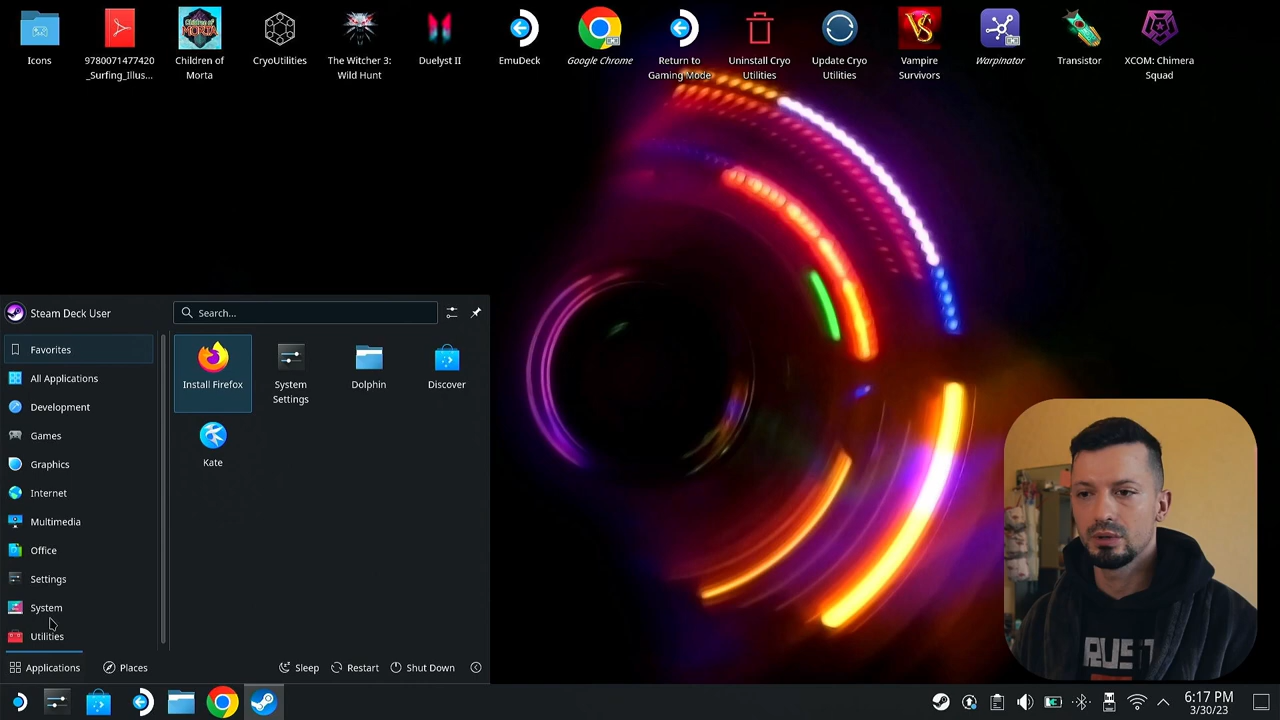 Icons
9780071477420
_Surfing_Illus...
Children of
Morta
CryoUtilities
The Witcher 3:
Wild Hunt
Duelyst II
EmuDeck
Google Chrome
Return to
Gaming Mode
Uninstall Cryo
Utilities
Update Cryo
Utilities
Vampire
Survivors
Warpinator
Transistor
XCOM: Chimera
Squad
Steam Deck User
Search...
Favorites
All Applications
Development
Games
Graphics
Internet
Multimedia
Office
Settings
System
Utilities
Install Firefox
System
Settings
Dolphin
Discover
Kate
Applications
Places
Sleep
Restart
Shut Down
6:17 PM
3/30/23